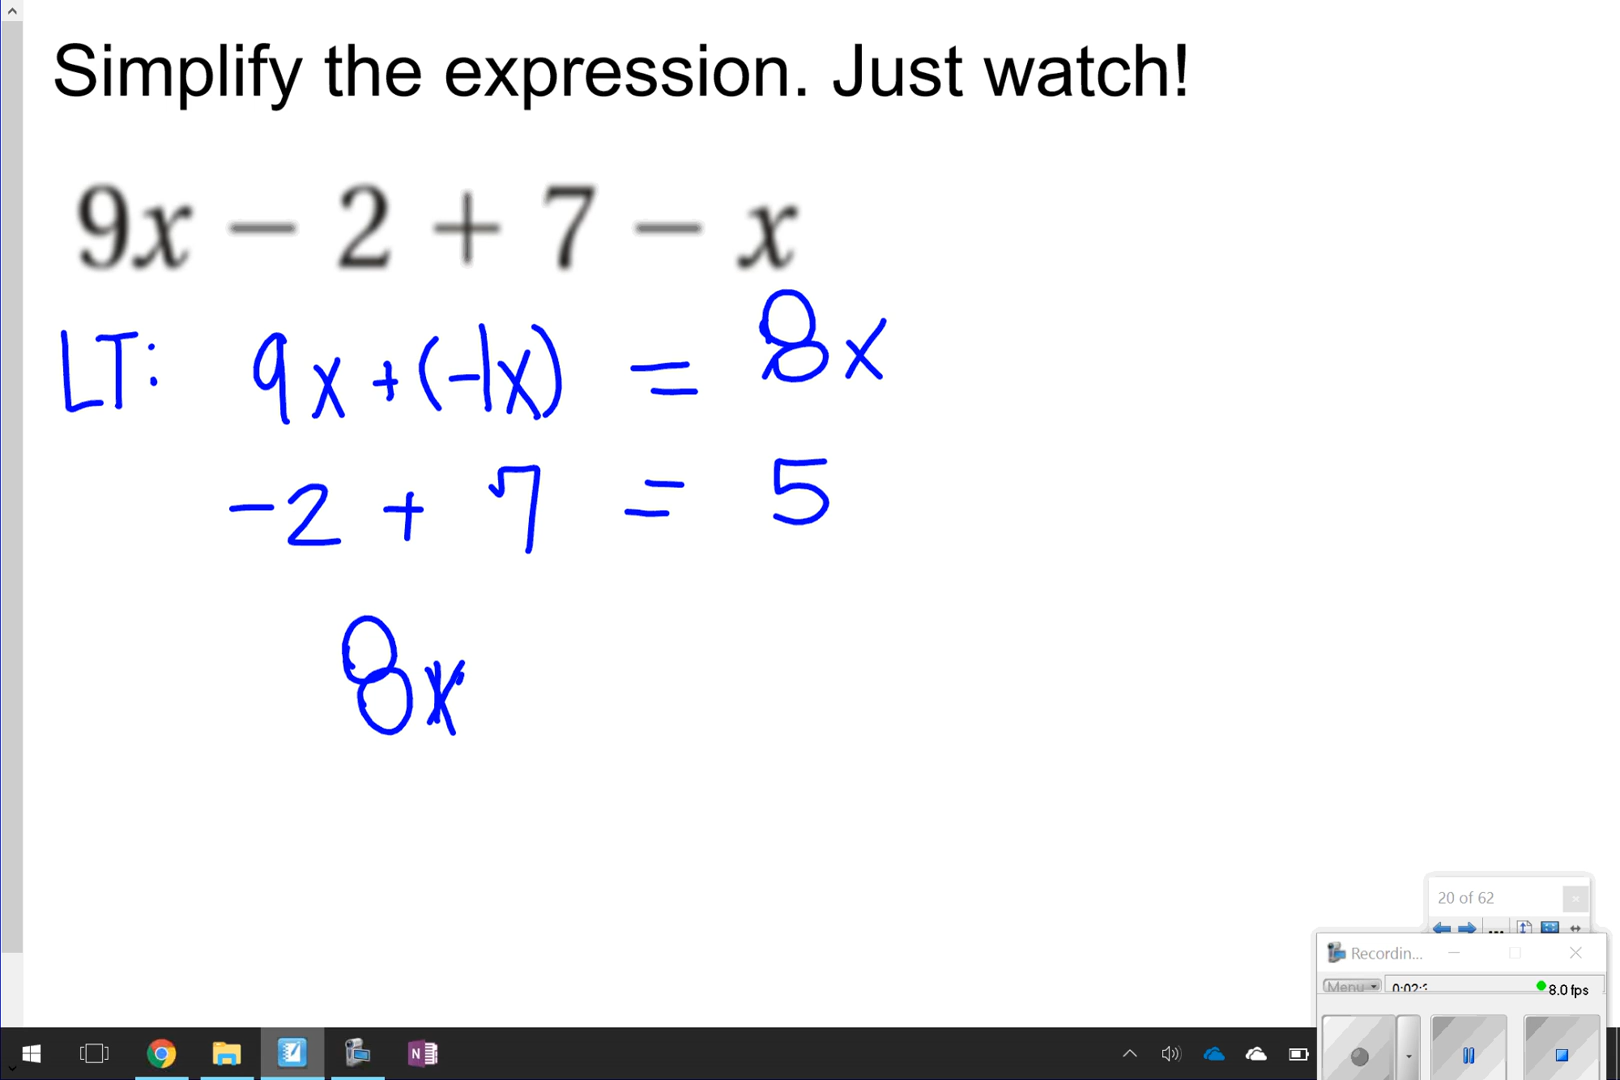 Simplify the expression. Just watch!
9x − 2 + 7 − x
LT: 9x + (-1x) = 8x
-2 + 7 = 5
8x
20 of 62
Recordin...
Menu
8.0 fps